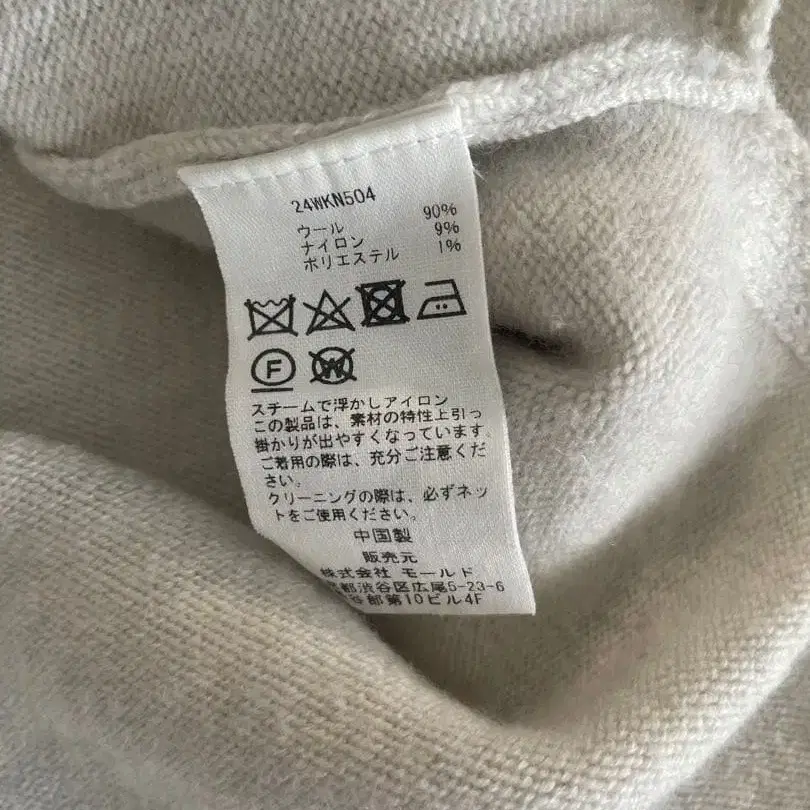 24WKN504
ウール 90%
ナイロン 9%
ポリエステル 1%
F W
スチームで浮かしアイロン
この製品は、素材の特性上引っ
掛かりが出やすくなっています。
ご着用の際は、充分ご注意くだ
さい。
クリーニングの際は、必ずネッ
トをご使用ください。
中国製
販売元
株式会社 モールド
都渋谷区広尾5-23-6
谷部第10ビル4F